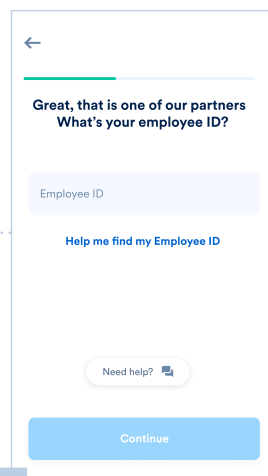 Great, that is one of our partners
What's your employee ID?
Employee ID
Help me find my Employee ID
Need help?
Continue